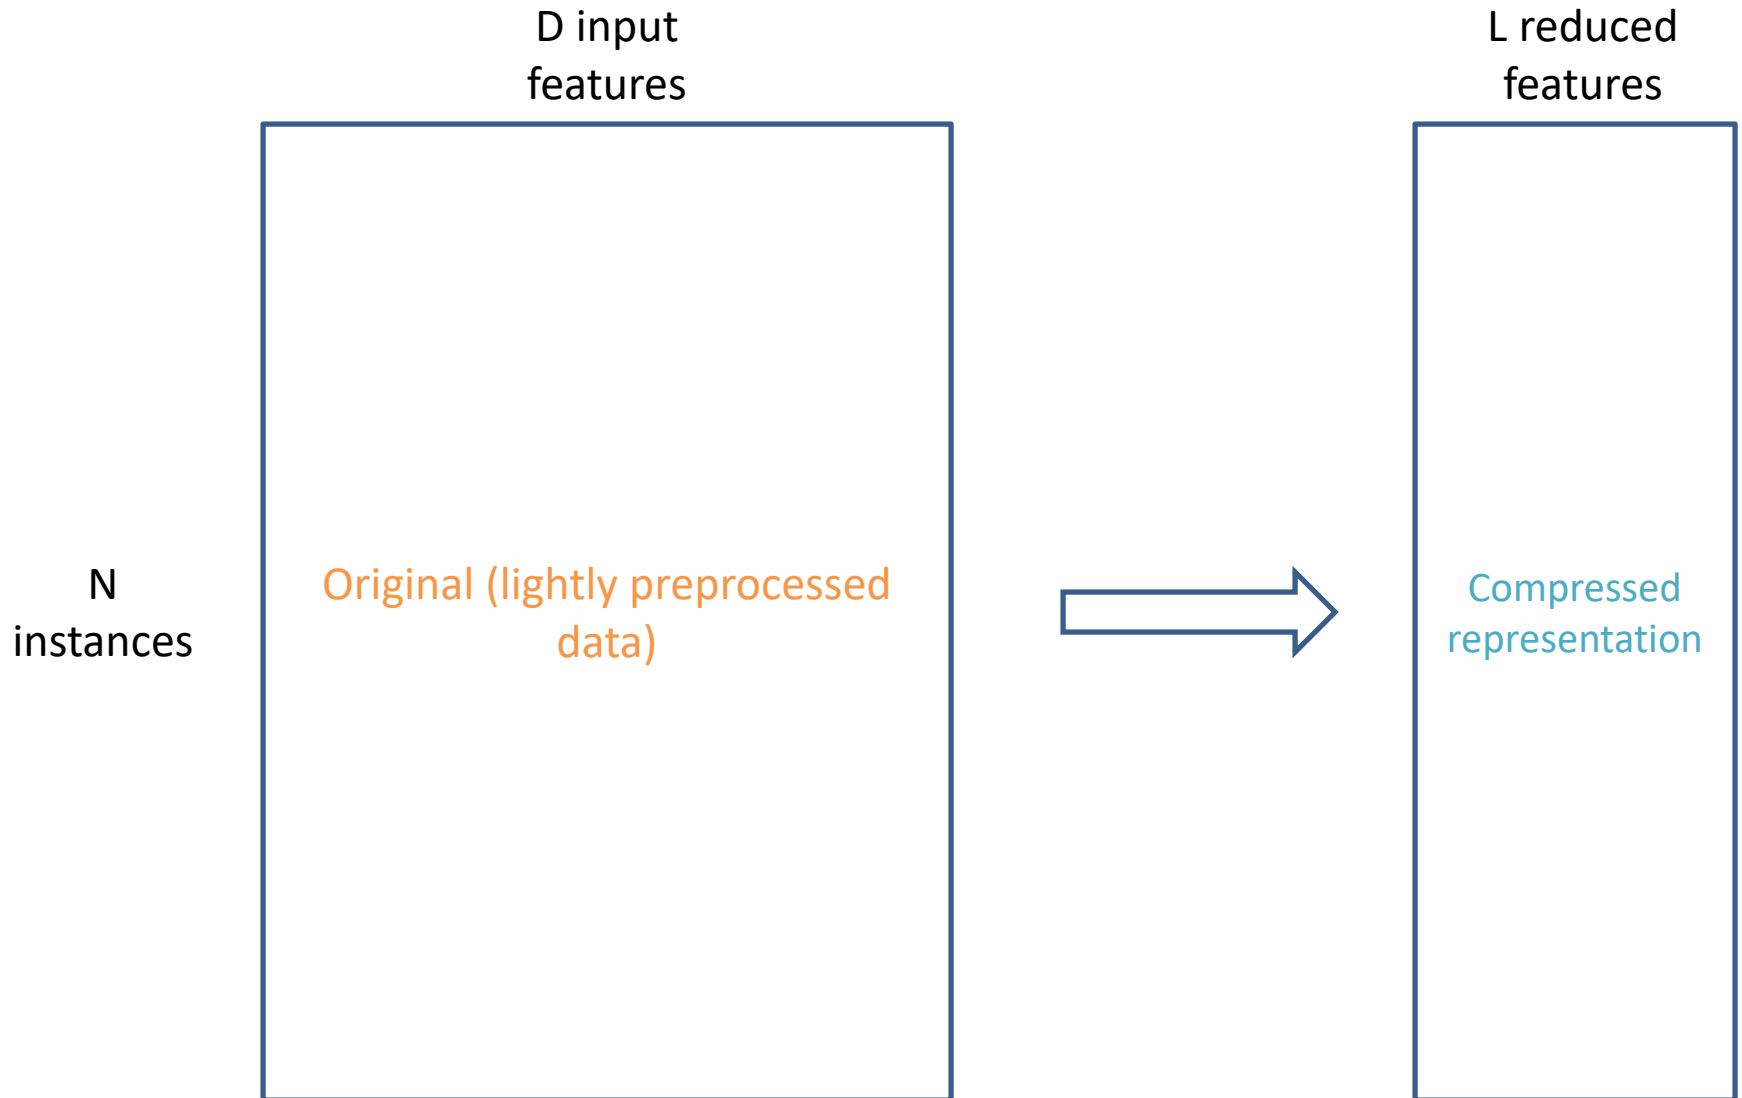 D input
features
L reduced
features
N
instances
Original (lightly preprocessed
data)
Compressed
representation